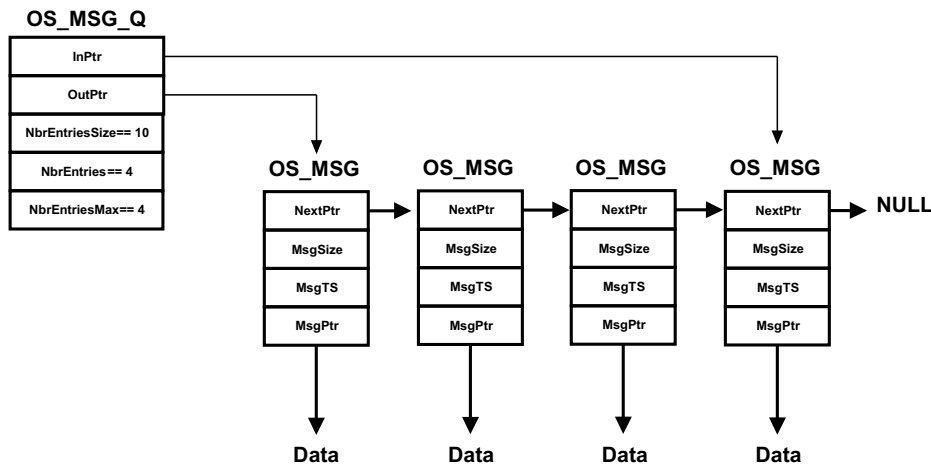 OS_MSG_Q
InPtr
OutPtr
NbrEntriesSize== 10
NbrEntries== 4
NbrEntriesMax== 4
OS_MSG OS_MSG OS_MSG OS_MSG
NextPtr NextPtr NextPtr NextPtr NULL
MsgSize MsgSize MsgSize MsgSize
MsgTS MsgTS MsgTS MsgTS
MsgPtr MsgPtr MsgPtr MsgPtr
Data Data Data Data